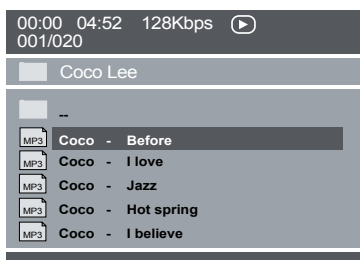 00:00 04:52 128Kbps
001/020
Coco Lee
--
MP3 Coco - Before
MP3 Coco - I love
MP3 Coco - Jazz
MP3 Coco - Hot spring
MP3 Coco - I believe